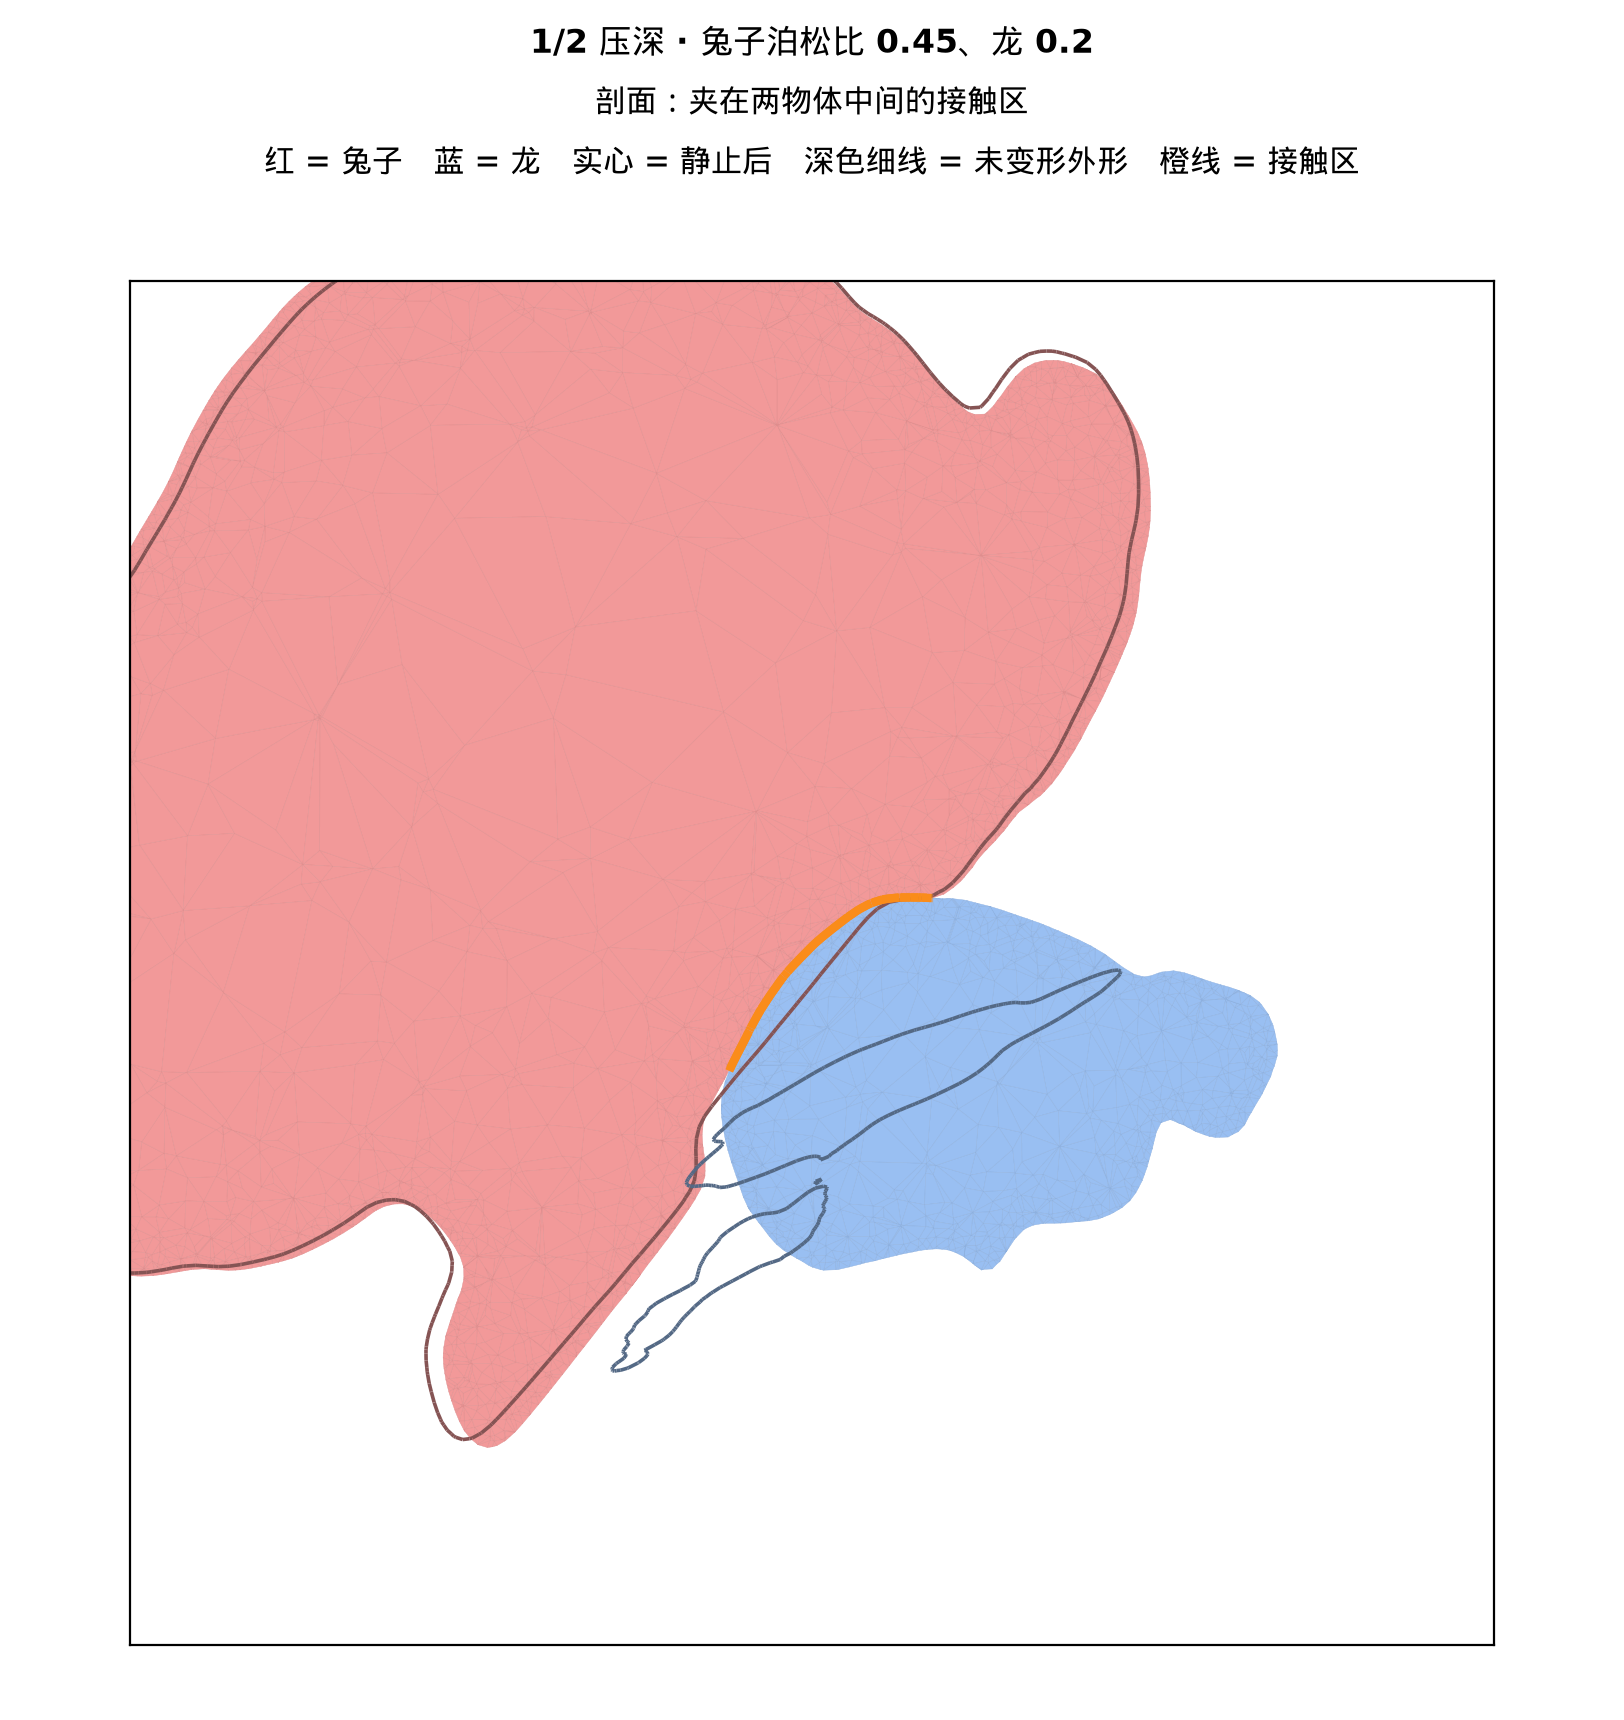 1/2 压深 · 兔子泊松比 0.45、龙 0.2
剖面：夹在两物体中间的接触区
红 = 兔子 蓝 = 龙 实心 = 静止后 深色细线 = 未变形外形 橙线 = 接触区